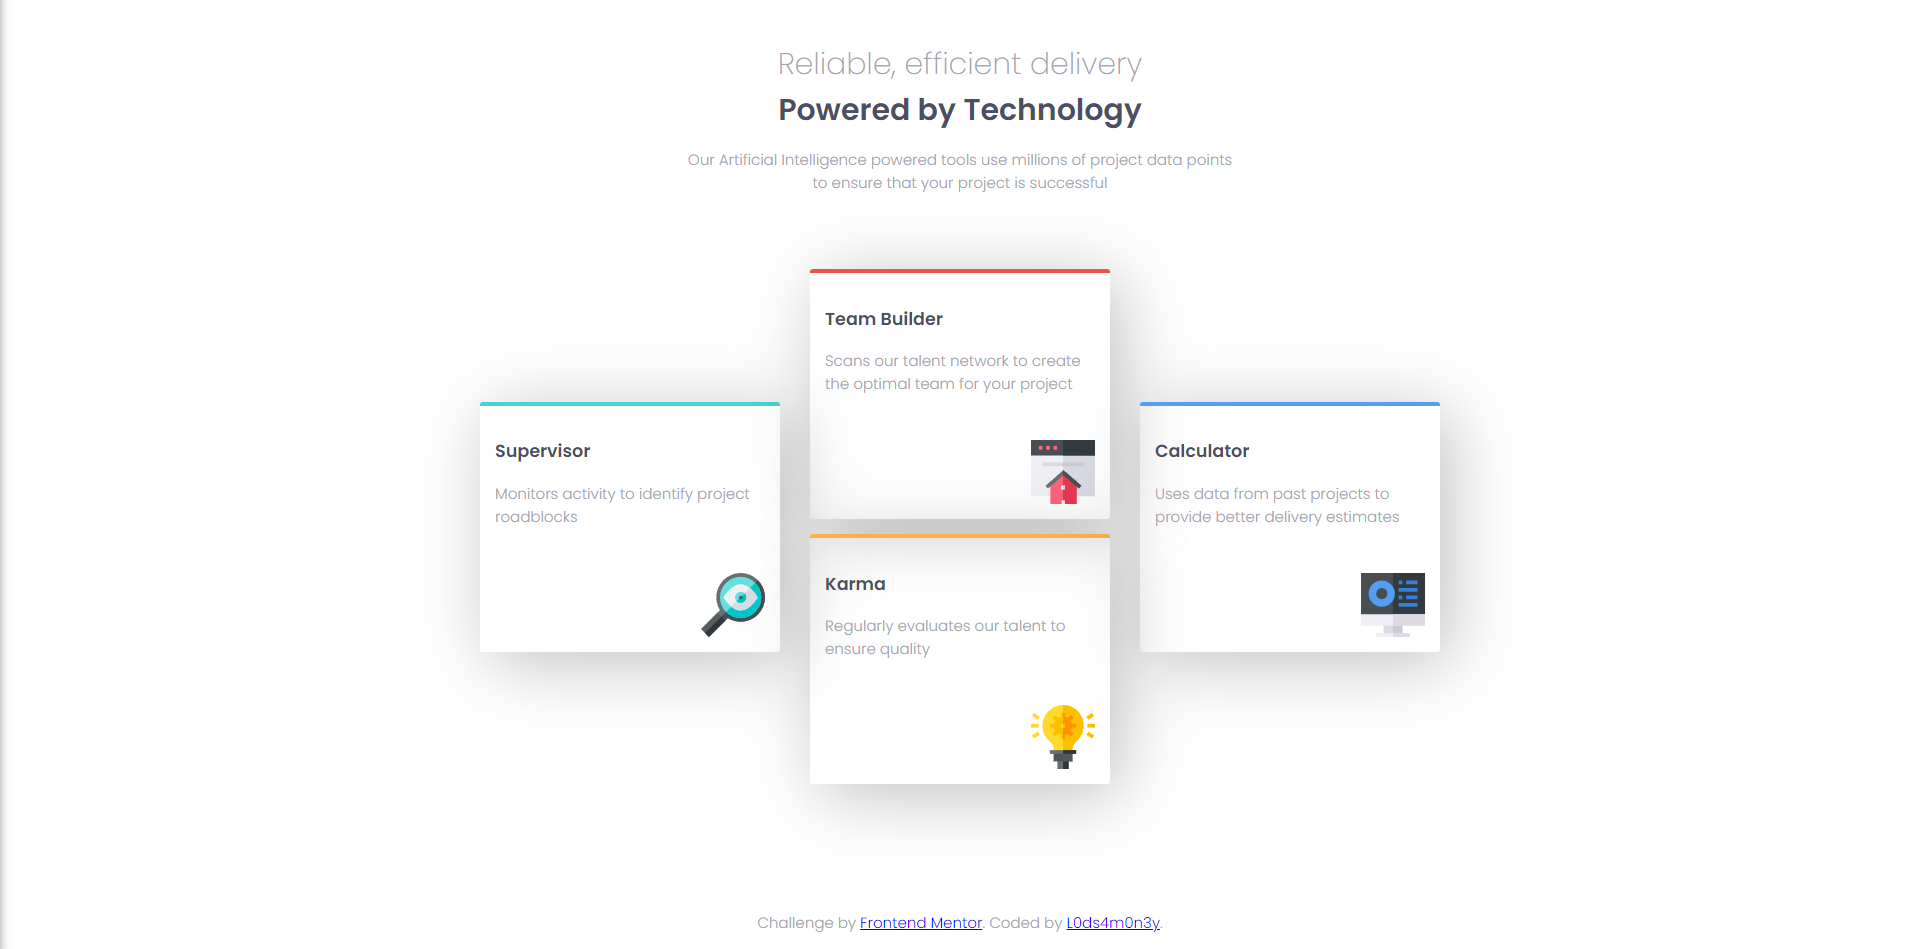 Reliable, efficient delivery
Powered by Technology
Our Artificial Intelligence powered tools use millions of project data points
to ensure that your project is successful
Team Builder
Scans our talent network to create
the optimal team for your project
Supervisor
Monitors activity to identify project
roadblocks
Calculator
Uses data from past projects to
provide better delivery estimates
Karma
Regularly evaluates our talent to
ensure quality
Challenge by Frontend Mentor. Coded by L0ds4m0n3y.